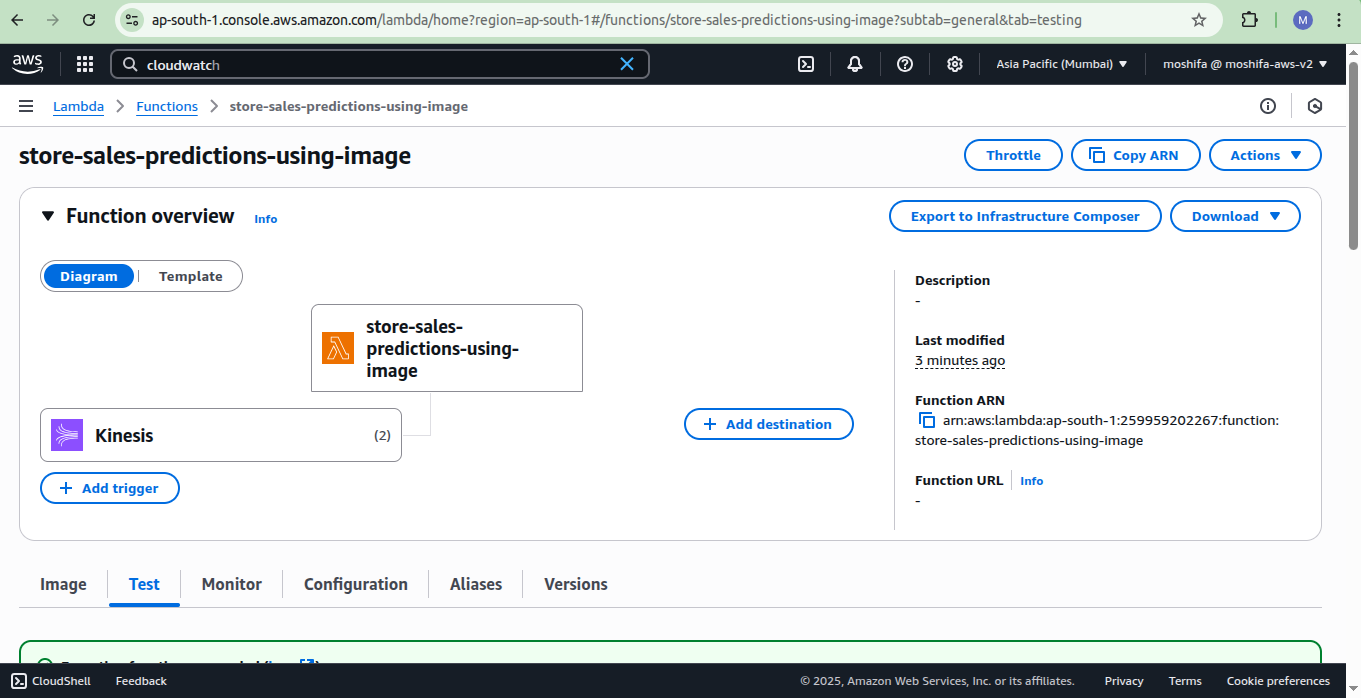 ap-south-1.console.aws.amazon.com/lambda/home?region=ap-south-1#/functions/store-sales-predictions-using-image?subtab=general&tab=testing
M
aws
cloudwatch
Asia Pacific (Mumbai)
moshifa @ moshifa-aws-v2
Lambda
Functions
store-sales-predictions-using-image
store-sales-predictions-using-image
Throttle
Copy ARN
Actions
Function overview
Info
Export to Infrastructure Composer
Download
Diagram
Template
store-sales-
predictions-using-
image
Kinesis
(2)
Add trigger
Add destination
Description
-
Last modified
3 minutes ago
Function ARN
arn:aws:lambda:ap-south-1:259959202267:function:
store-sales-predictions-using-image
Function URL
Info
-
Image
Test
Monitor
Configuration
Aliases
Versions
CloudShell
Feedback
© 2025, Amazon Web Services, Inc. or its affiliates.
Privacy
Terms
Cookie preferences